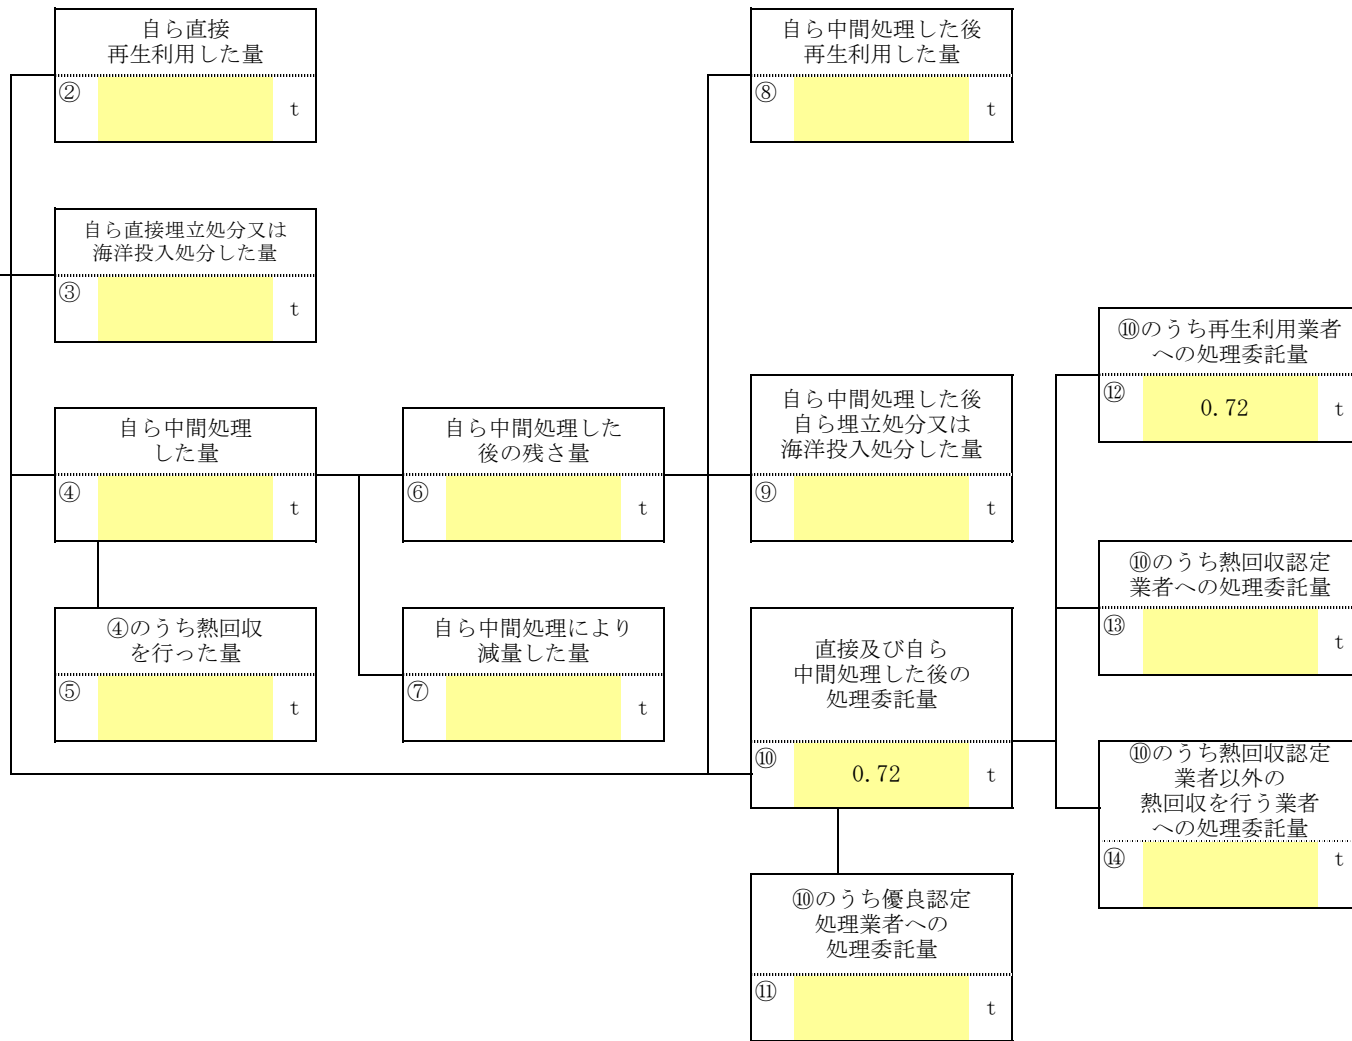 自ら直接
再生利用した量
②
t
自ら中間処理した後
再生利用した量
⑧
t
自ら直接埋立処分又は
海洋投入処分した量
③
t
⑩のうち再生利用業者
への処理委託量
⑫
0.72
t
自ら中間処理
した量
④
t
自ら中間処理した
後の残さ量
⑥
t
自ら中間処理した後
自ら埋立処分又は
海洋投入処分した量
⑨
t
⑩のうち熱回収認定
業者への処理委託量
⑬
t
④のうち熱回収
を行った量
⑤
t
自ら中間処理により
減量した量
⑦
t
直接及び自ら
中間処理した後の
処理委託量
⑩
0.72
t
⑩のうち熱回収認定
業者以外の
熱回収を行う業者
への処理委託量
⑭
t
⑩のうち優良認定
処理業者への
処理委託量
⑪
t